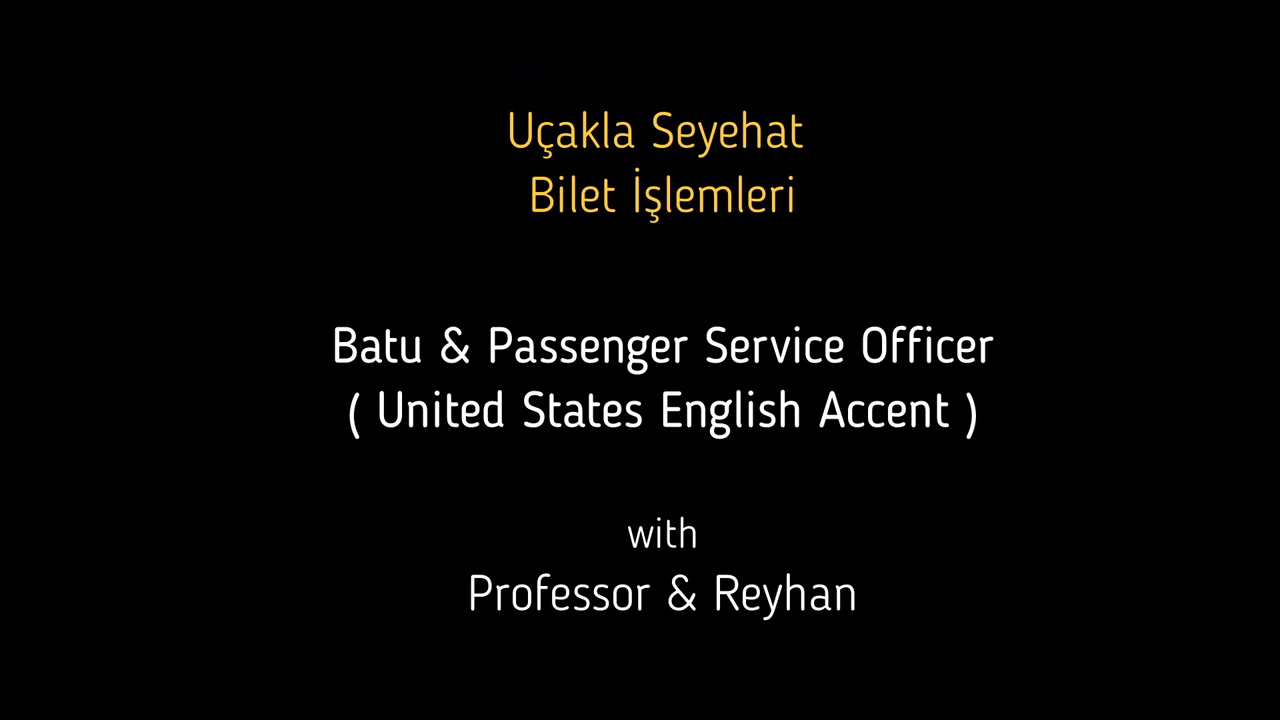 Uçakla Seyehat
Bilet İşlemleri
Batu & Passenger Service Officer
( United States English Accent )
with
Professor & Reyhan